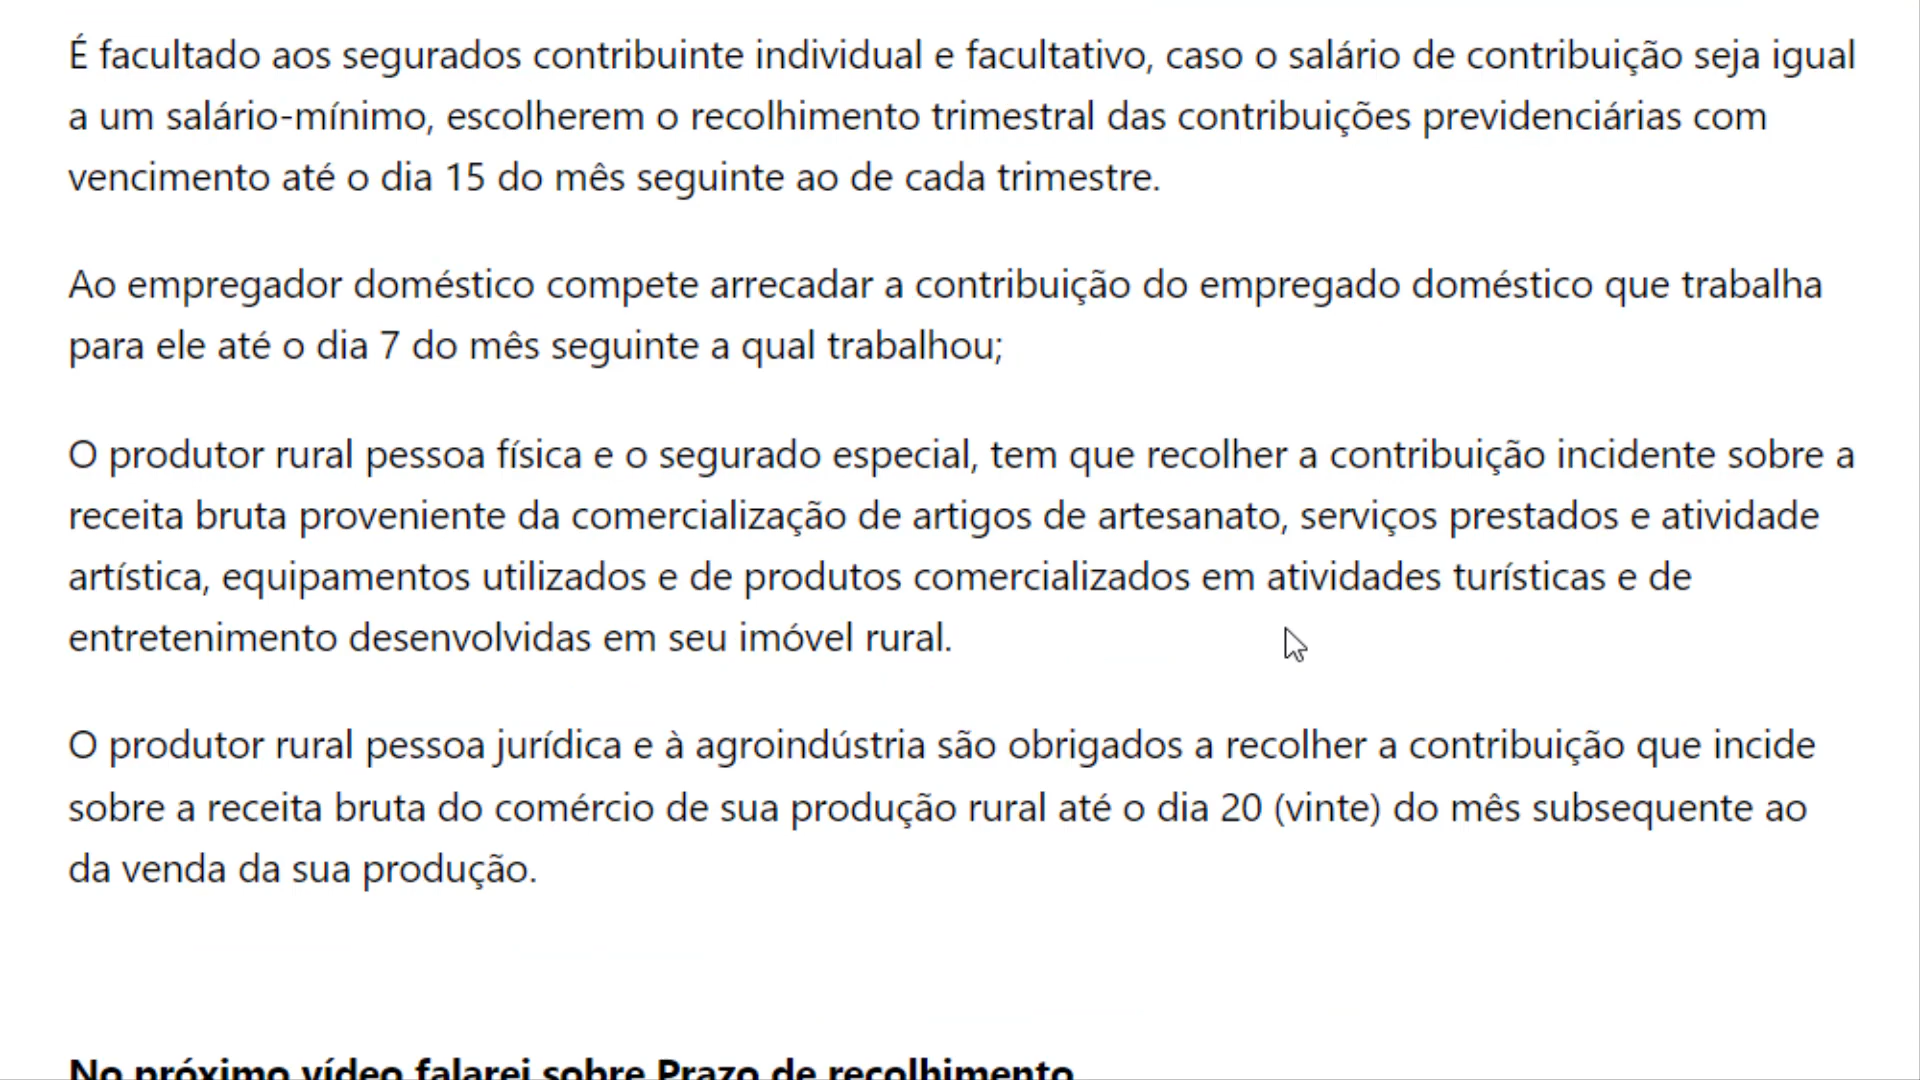 É facultado aos segurados contribuinte individual e facultativo, caso o salário de contribuição seja igual
a um salário-mínimo, escolherem o recolhimento trimestral das contribuições previdenciárias com
vencimento até o dia 15 do mês seguinte ao de cada trimestre.
Ao empregador doméstico compete arrecadar a contribuição do empregado doméstico que trabalha
para ele até o dia 7 do mês seguinte a qual trabalhou;
O produtor rural pessoa física e o segurado especial, tem que recolher a contribuição incidente sobre a
receita bruta proveniente da comercialização de artigos de artesanato, serviços prestados e atividade
artística, equipamentos utilizados e de produtos comercializados em atividades turísticas e de
entretenimento desenvolvidas em seu imóvel rural.
O produtor rural pessoa jurídica e à agroindústria são obrigados a recolher a contribuição que incide
sobre a receita bruta do comércio de sua produção rural até o dia 20 (vinte) do mês subsequente ao
da venda da sua produção.
No próximo vídeo falarei sobre Prazo de recolhimento